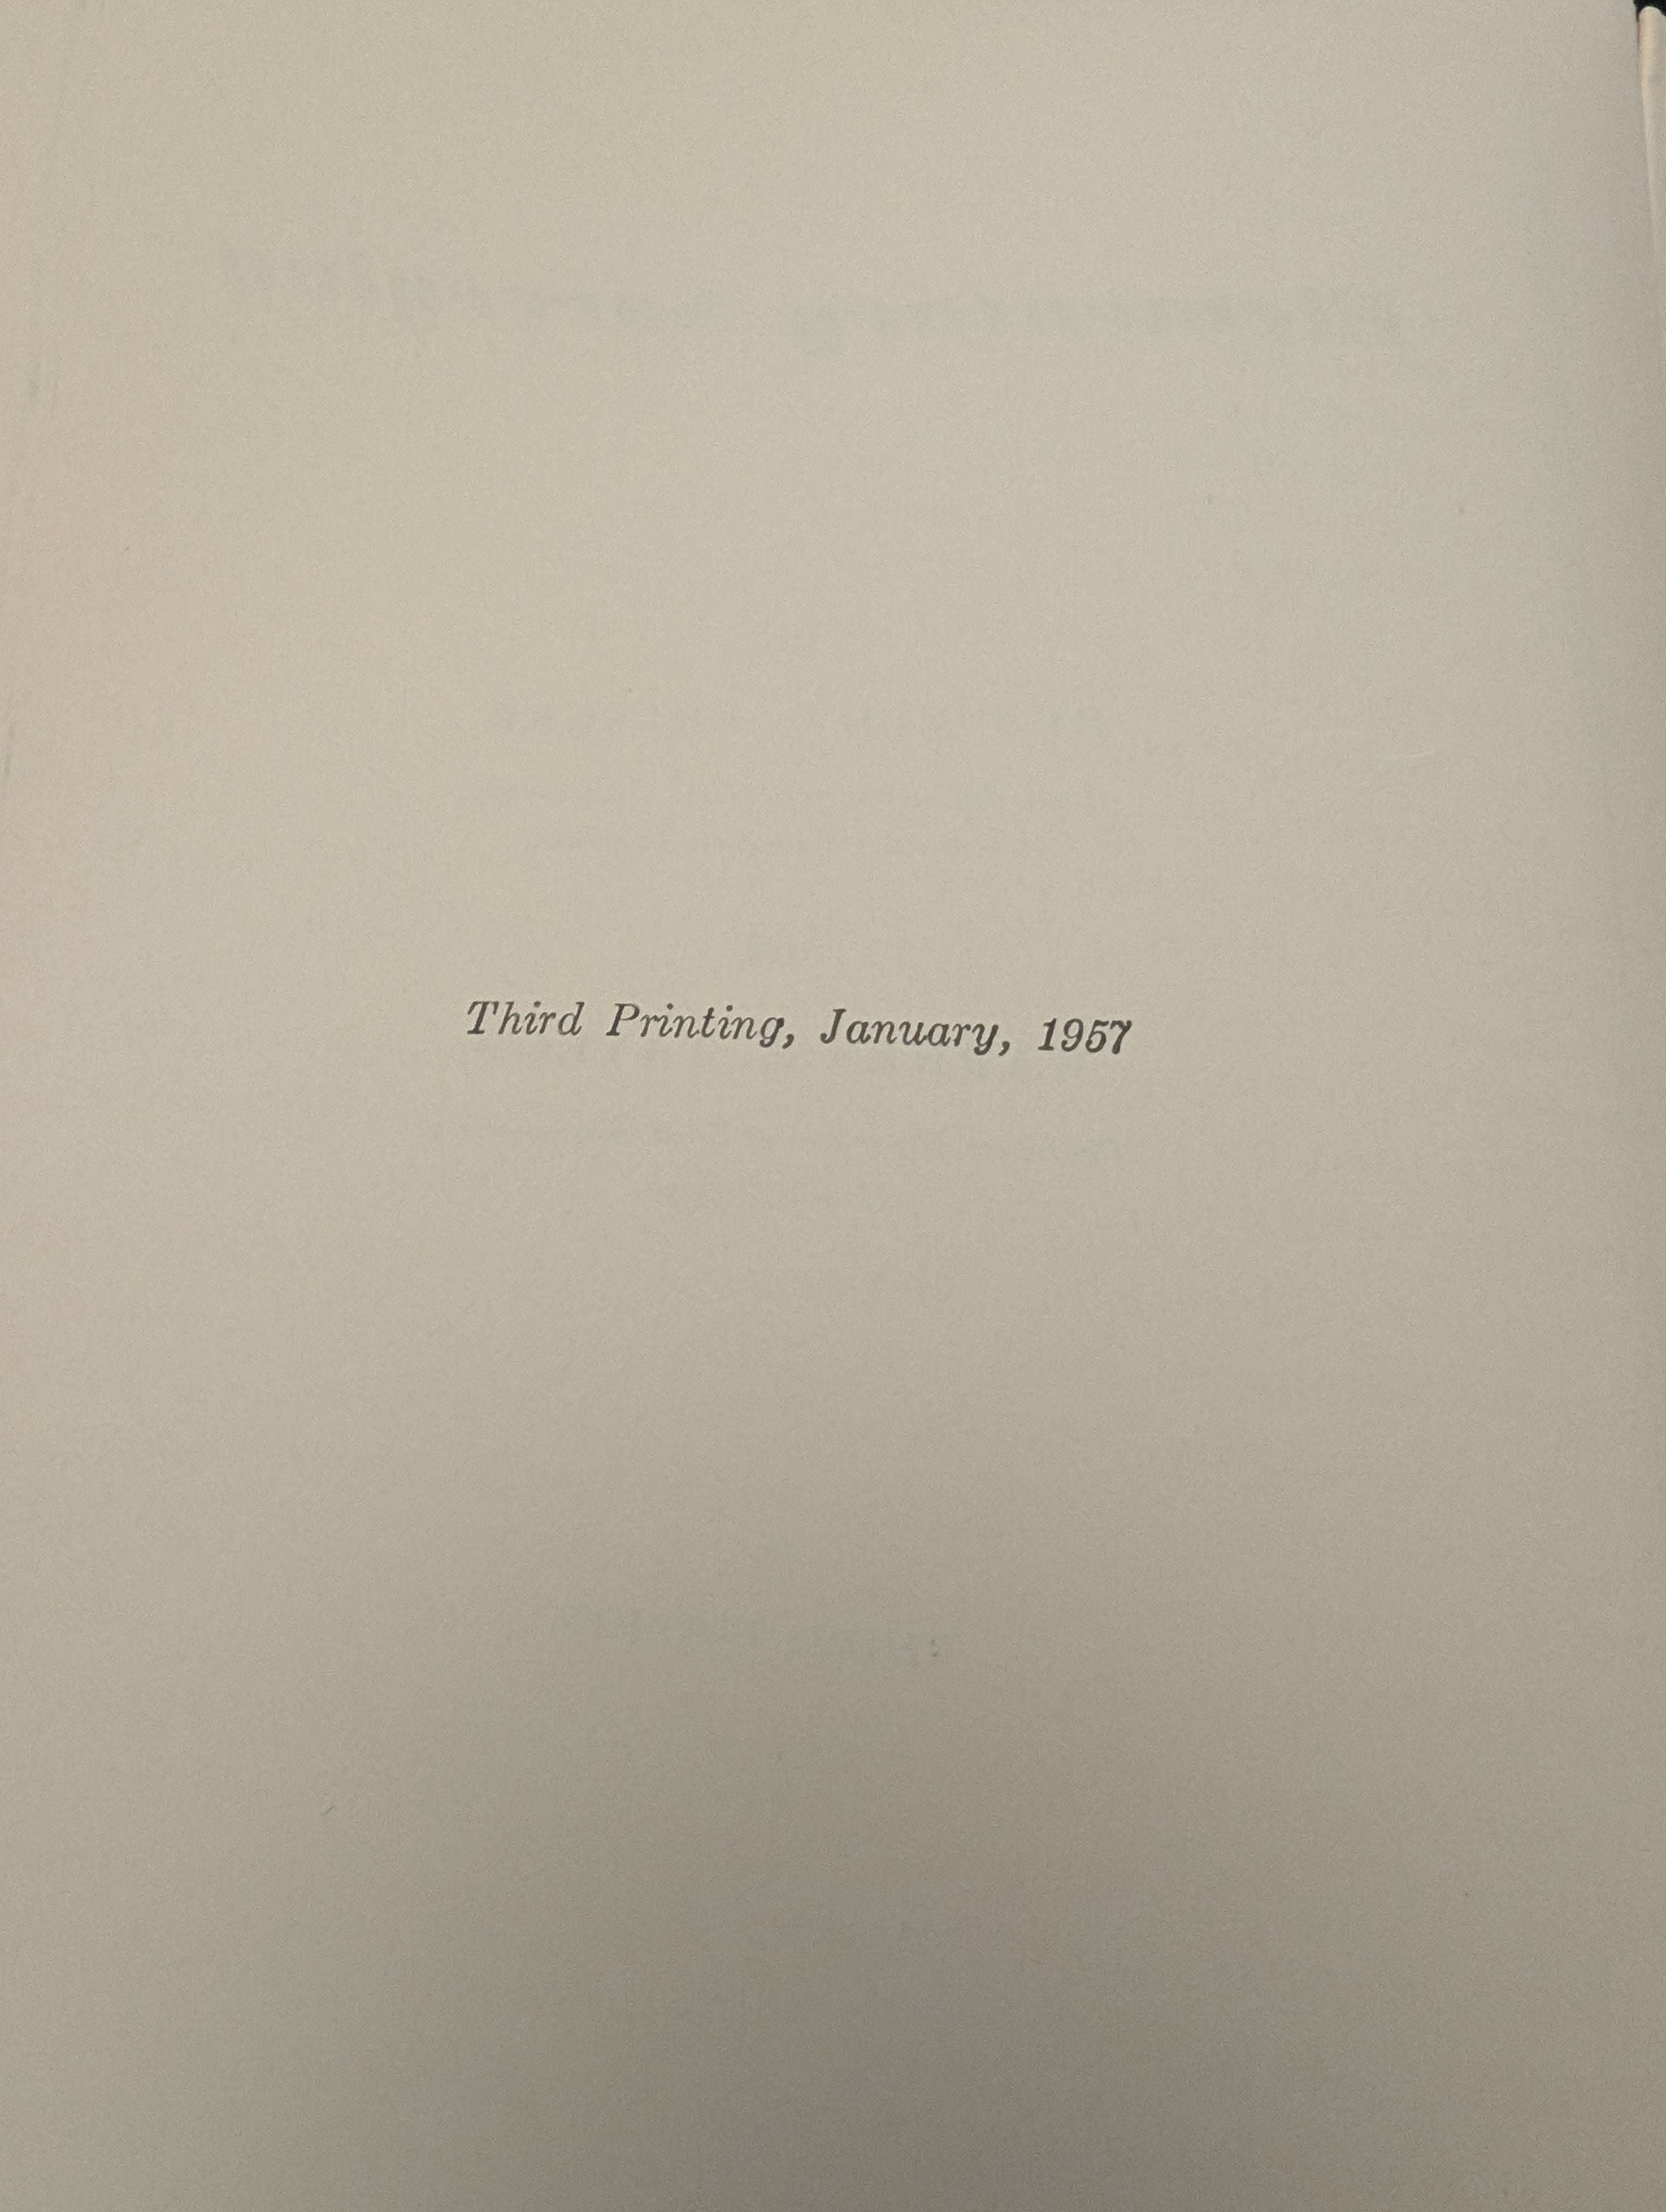 Third Printing, January, 1957